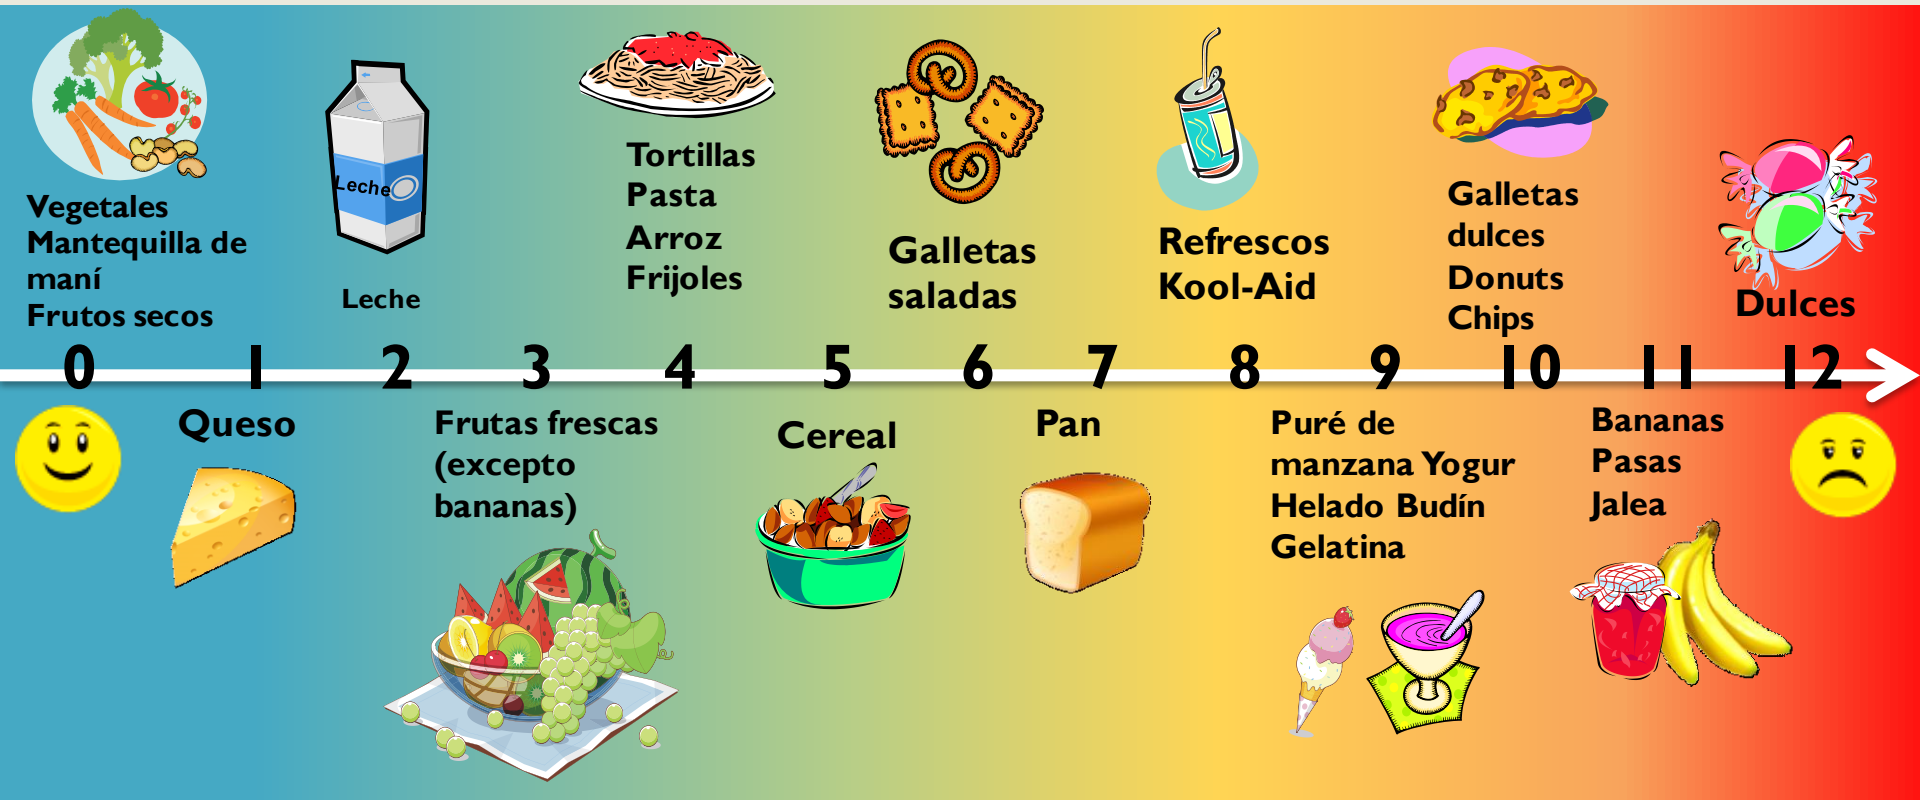 Vegetales
Mantequilla de
maní
Frutos secos
Leche
Leche
Tortillas
Pasta
Arroz
Frijoles
Galletas
saladas
Refrescos
Kool-Aid
Galletas
dulces
Donuts
Chips
Dulces
0 1 2 3 4 5 6 7 8 9 10 11 12
Queso
Frutas frescas
(excepto
bananas)
Cereal
Pan
Puré de
manzana Yogur
Helado Budín
Gelatina
Bananas
Pasas
Jalea